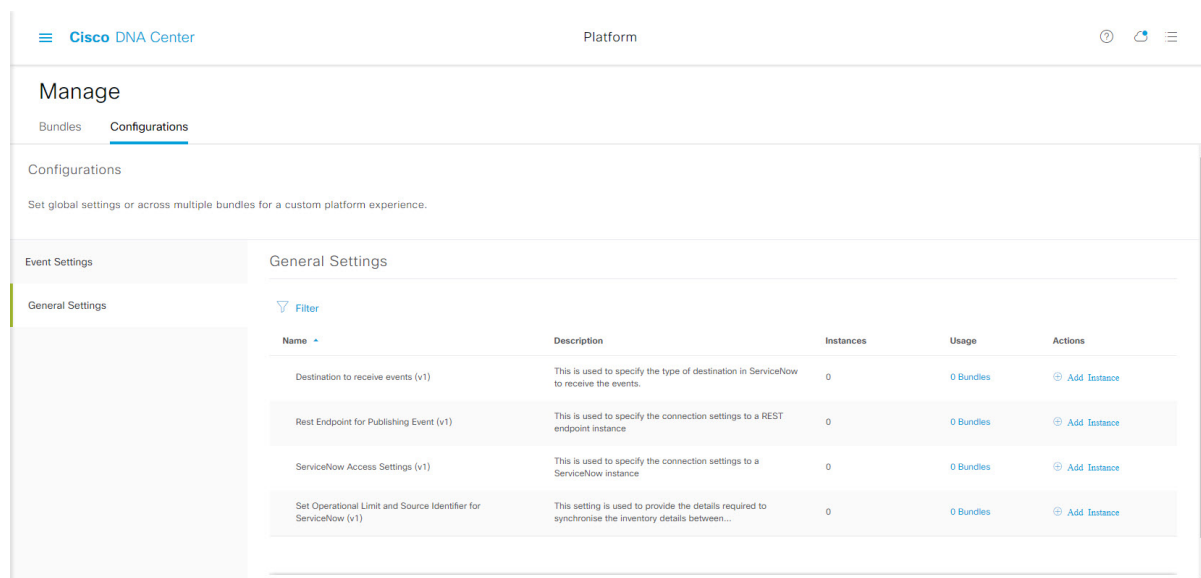 Cisco DNA Center
Platform
Manage
Bundles
Configurations
Configurations
Set global settings or across multiple bundles for a custom platform experience.
Event Settings
General Settings
General Settings
Filter
Name Description Instances Usage Actions
Destination to receive events (v1)
This is used to specify the type of destination in ServiceNow
to receive the events.
0
0 Bundles
Add Instance
Rest Endpoint for Publishing Event (v1)
This is used to specify the connection settings to a REST
endpoint instance
0
0 Bundles
Add Instance
ServiceNow Access Settings (v1)
This is used to specify the connection settings to a
ServiceNow instance
0
0 Bundles
Add Instance
Set Operational Limit and Source Identifier for
ServiceNow (v1)
This setting is used to provide the details required to
synchronise the inventory details between...
0
0 Bundles
Add Instance